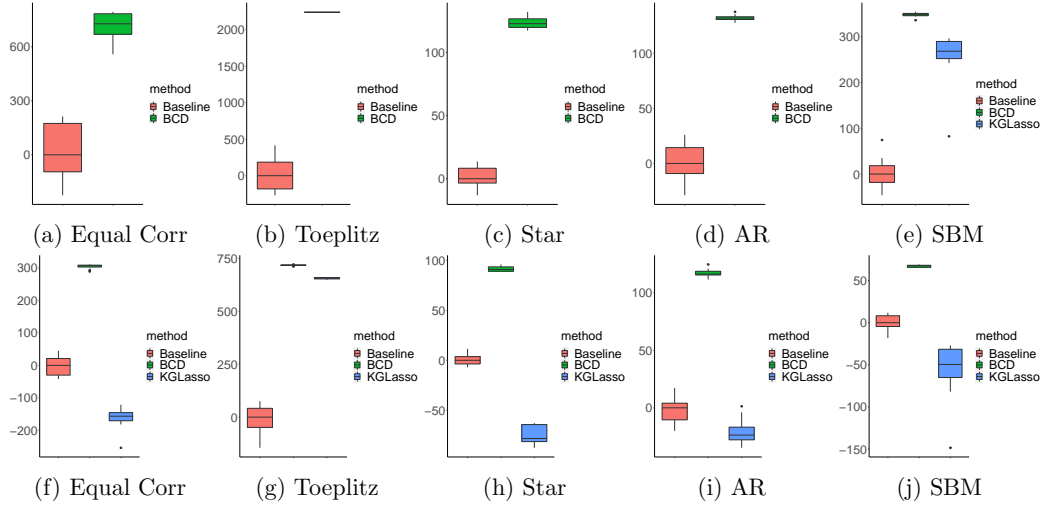 600
300
0
method
Baseline
BCD
(a) Equal Corr
2000
1500
1000
500
0
method
Baseline
BCD
(b) Toeplitz
100
50
0
method
Baseline
BCD
(c) Star
100
50
0
method
Baseline
BCD
(d) AR
300
200
100
0
method
Baseline
BCD
KGLasso
(e) SBM
300
200
100
0
−100
−200
method
Baseline
BCD
KGLasso
(f) Equal Corr
750
500
250
0
method
Baseline
BCD
KGLasso
(g) Toeplitz
100
50
0
−50
method
Baseline
BCD
KGLasso
(h) Star
100
50
0
method
Baseline
BCD
KGLasso
(i) AR
50
0
−50
−100
−150
method
Baseline
BCD
KGLasso
(j) SBM